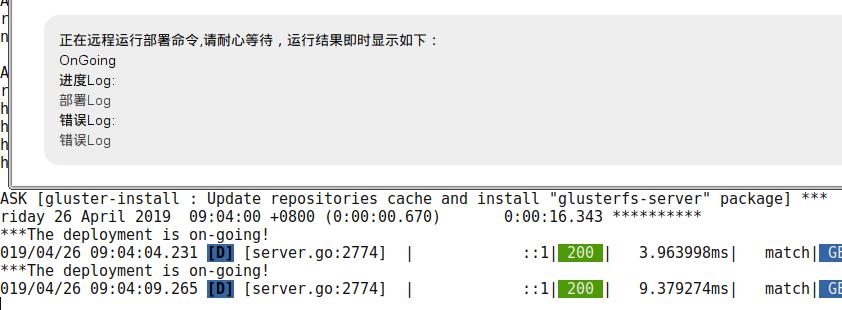 A
r
n
正在远程运行部署命令,请耐心等待，运行结果即时显示如下：
OnGoing
A
进度Log:
r
部署Log
h
错误Log:
h
错误Log
h
h
ASK [gluster-install : Update repositories cache and install "glusterfs-server" package] ***
riday 26 April 2019  09:04:00 +0800 (0:00:00.670)       0:00:16.343 **********
***The deployment is on-going!
019/04/26 09:04:04.231 [D] [server.go:2774]  |             ::1| 200 |   3.963998ms|   match| GE
***The deployment is on-going!
019/04/26 09:04:09.265 [D] [server.go:2774]  |             ::1| 200 |   9.379274ms|   match| GE